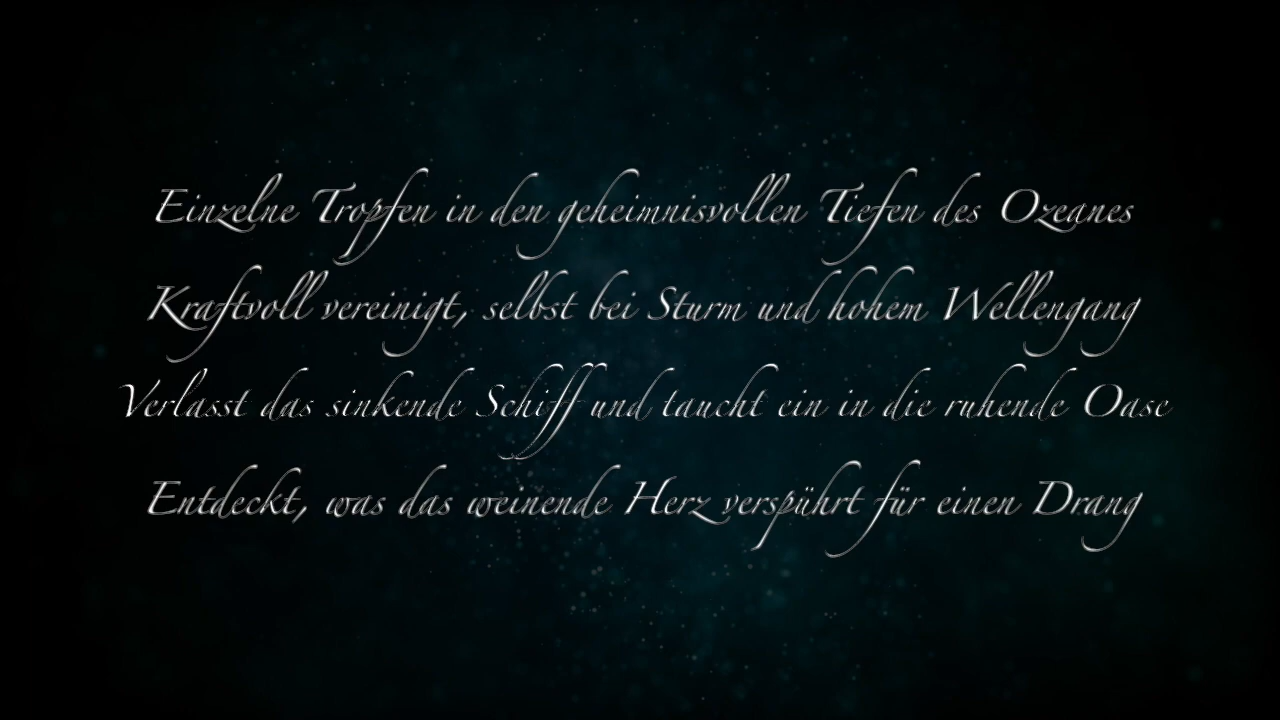 Einzelne Tropfen in den geheimnisvollen Tiefen des Ozeanes
Kraftvoll vereinigt, selbst bei Sturm und hohem Wellengang
Verlasst das sinkende Schiff und taucht ein in die ruhende Oase
Entdeckt, was das weinende Herz verspührt für einen Drang